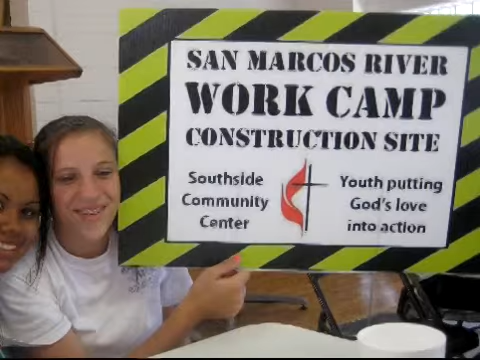 SAN MARCOS RIVER
WORK CAMP
CONSTRUCTION SITE
Southside
Community
Center
Youth putting
God's love
into action